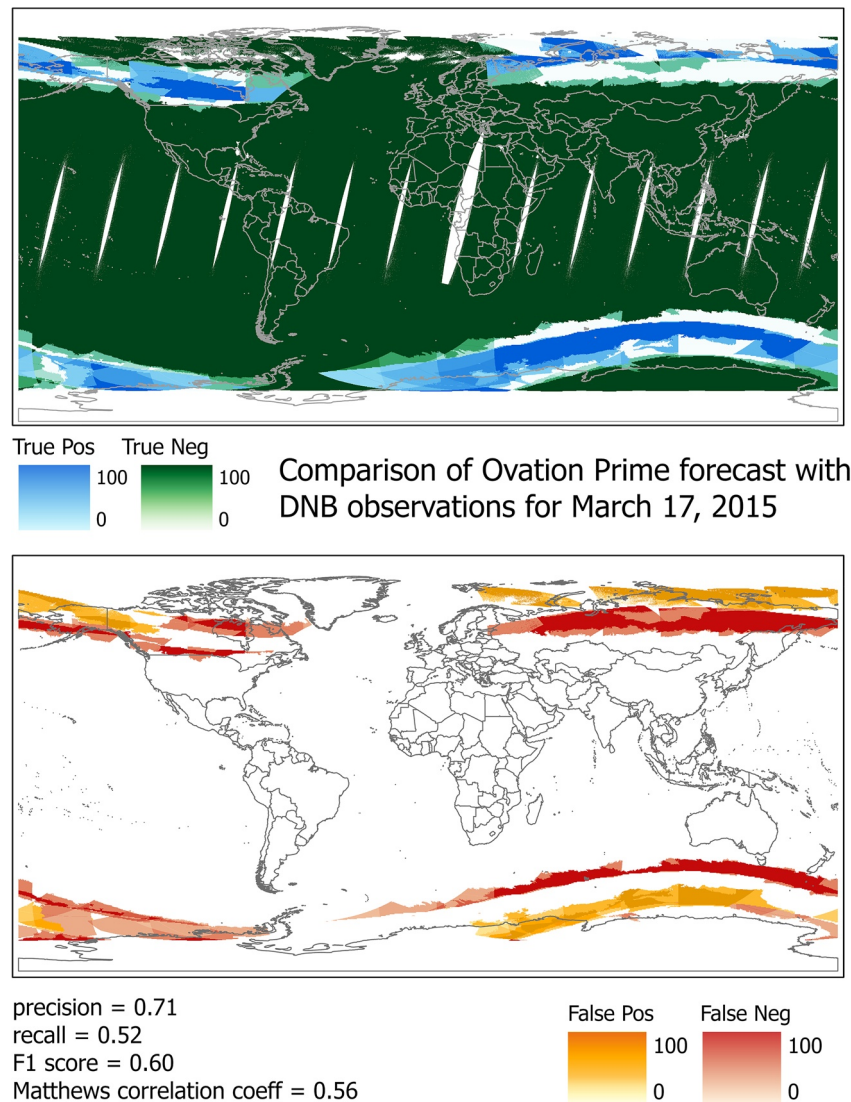 True Pos
True Neg
100
0
100
0
Comparison of Ovation Prime forecast with
DNB observations for March 17, 2015
precision = 0.71
recall = 0.52
F1 score = 0.60
Matthews correlation coeff = 0.56
False Pos
False Neg
100
0
100
0